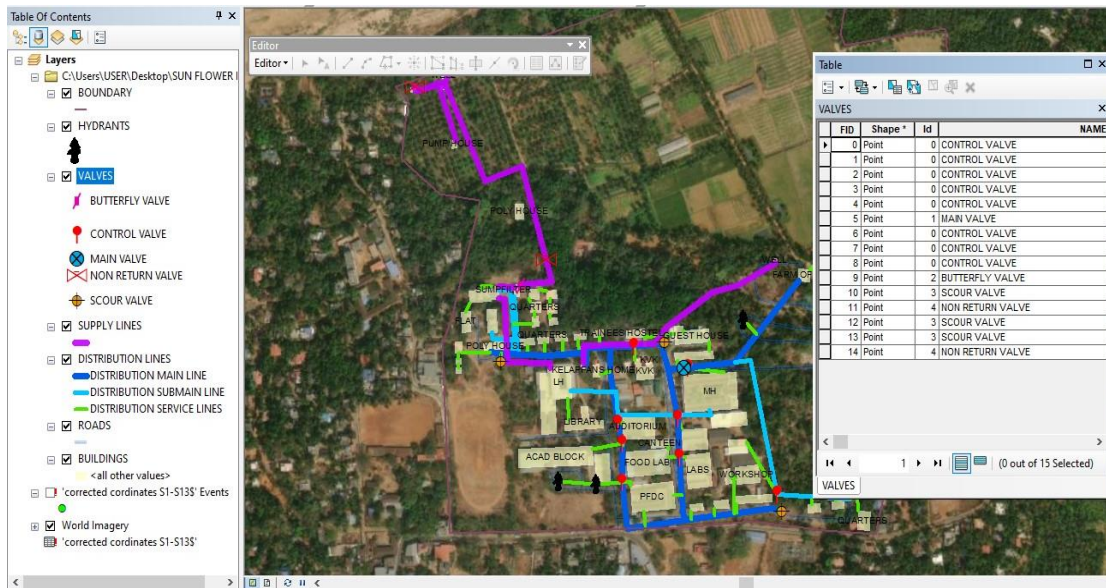 Table Of Contents
Layers
C:\Users\USER\Desktop\SUN FLOWER
BOUNDARY
HYDRANTS
VALVES
BUTTERFLY VALVE
CONTROL VALVE
MAIN VALVE
NON RETURN VALVE
SCOUR VALVE
SUPPLY LINES
DISTRIBUTION LINES
DISTRIBUTION MAIN LINE
DISTRIBUTION SUBMAIN LINE
DISTRIBUTION SERVICE LINES
ROADS
BUILDINGS
<all other values>
'corrected cordinates S1-S13$' Events
World Imagery
'corrected cordinates S1-S13$'
Editor
Editor
PUMP HOUSE
POLY HOUSE
WELL
FARM OF
SUMP FILTER
QUARTERS
FLAT
QUARTERS
TRAINEES HOSTEL
GUEST HOUSE
POLY HOUSE
KVK
KELAPPANS HOME
KVK
LH
MH
LIBRARY
AUDITORIUM
CANTEEN
ACAD BLOCK
FOOD LAB
LABS
WORKSHOP
PFDC
QUARTERS
Table
VALVES
FID Shape * Id NAME
0 Point 0 CONTROL VALVE
1 Point 0 CONTROL VALVE
2 Point 0 CONTROL VALVE
3 Point 0 CONTROL VALVE
4 Point 0 CONTROL VALVE
5 Point 1 MAIN VALVE
6 Point 0 CONTROL VALVE
7 Point 0 CONTROL VALVE
8 Point 0 CONTROL VALVE
9 Point 2 BUTTERFLY VALVE
10 Point 3 SCOUR VALVE
11 Point 4 NON RETURN VALVE
12 Point 3 SCOUR VALVE
13 Point 3 SCOUR VALVE
14 Point 4 NON RETURN VALVE
1 (0 out of 15 Selected)
VALVES